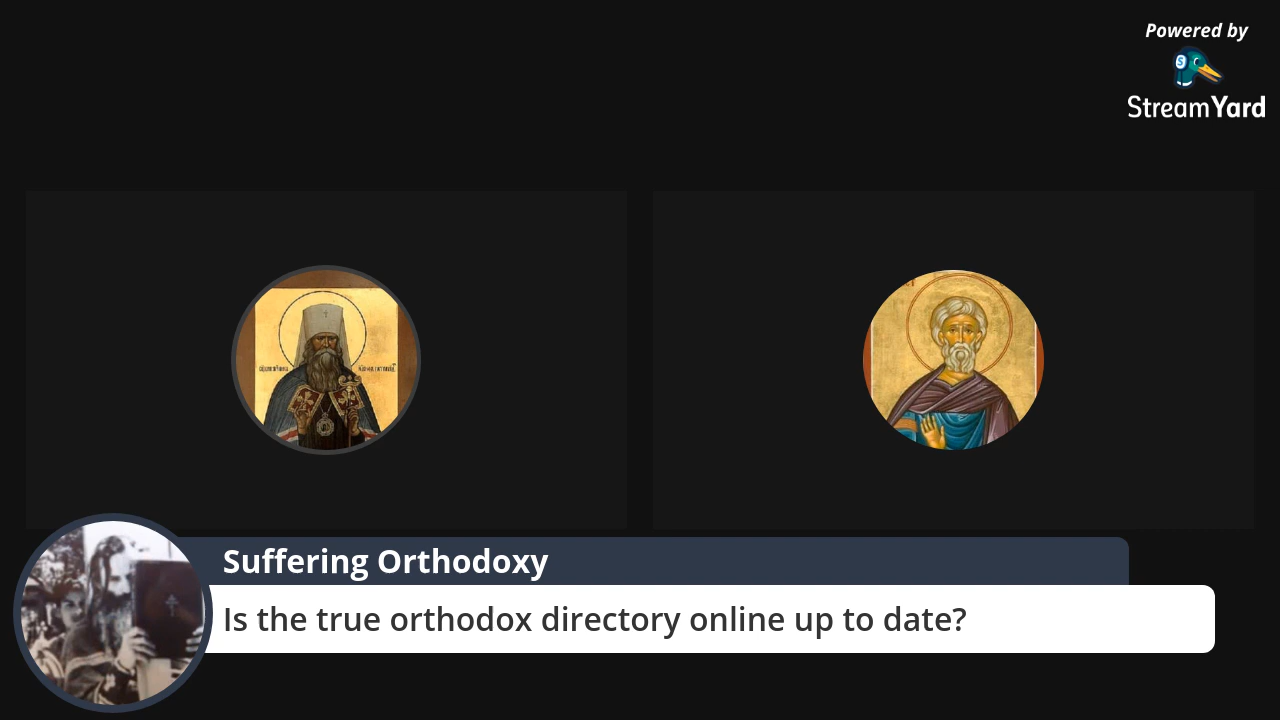 Powered by
StreamYard
Suffering Orthodoxy
Is the true orthodox directory online up to date?